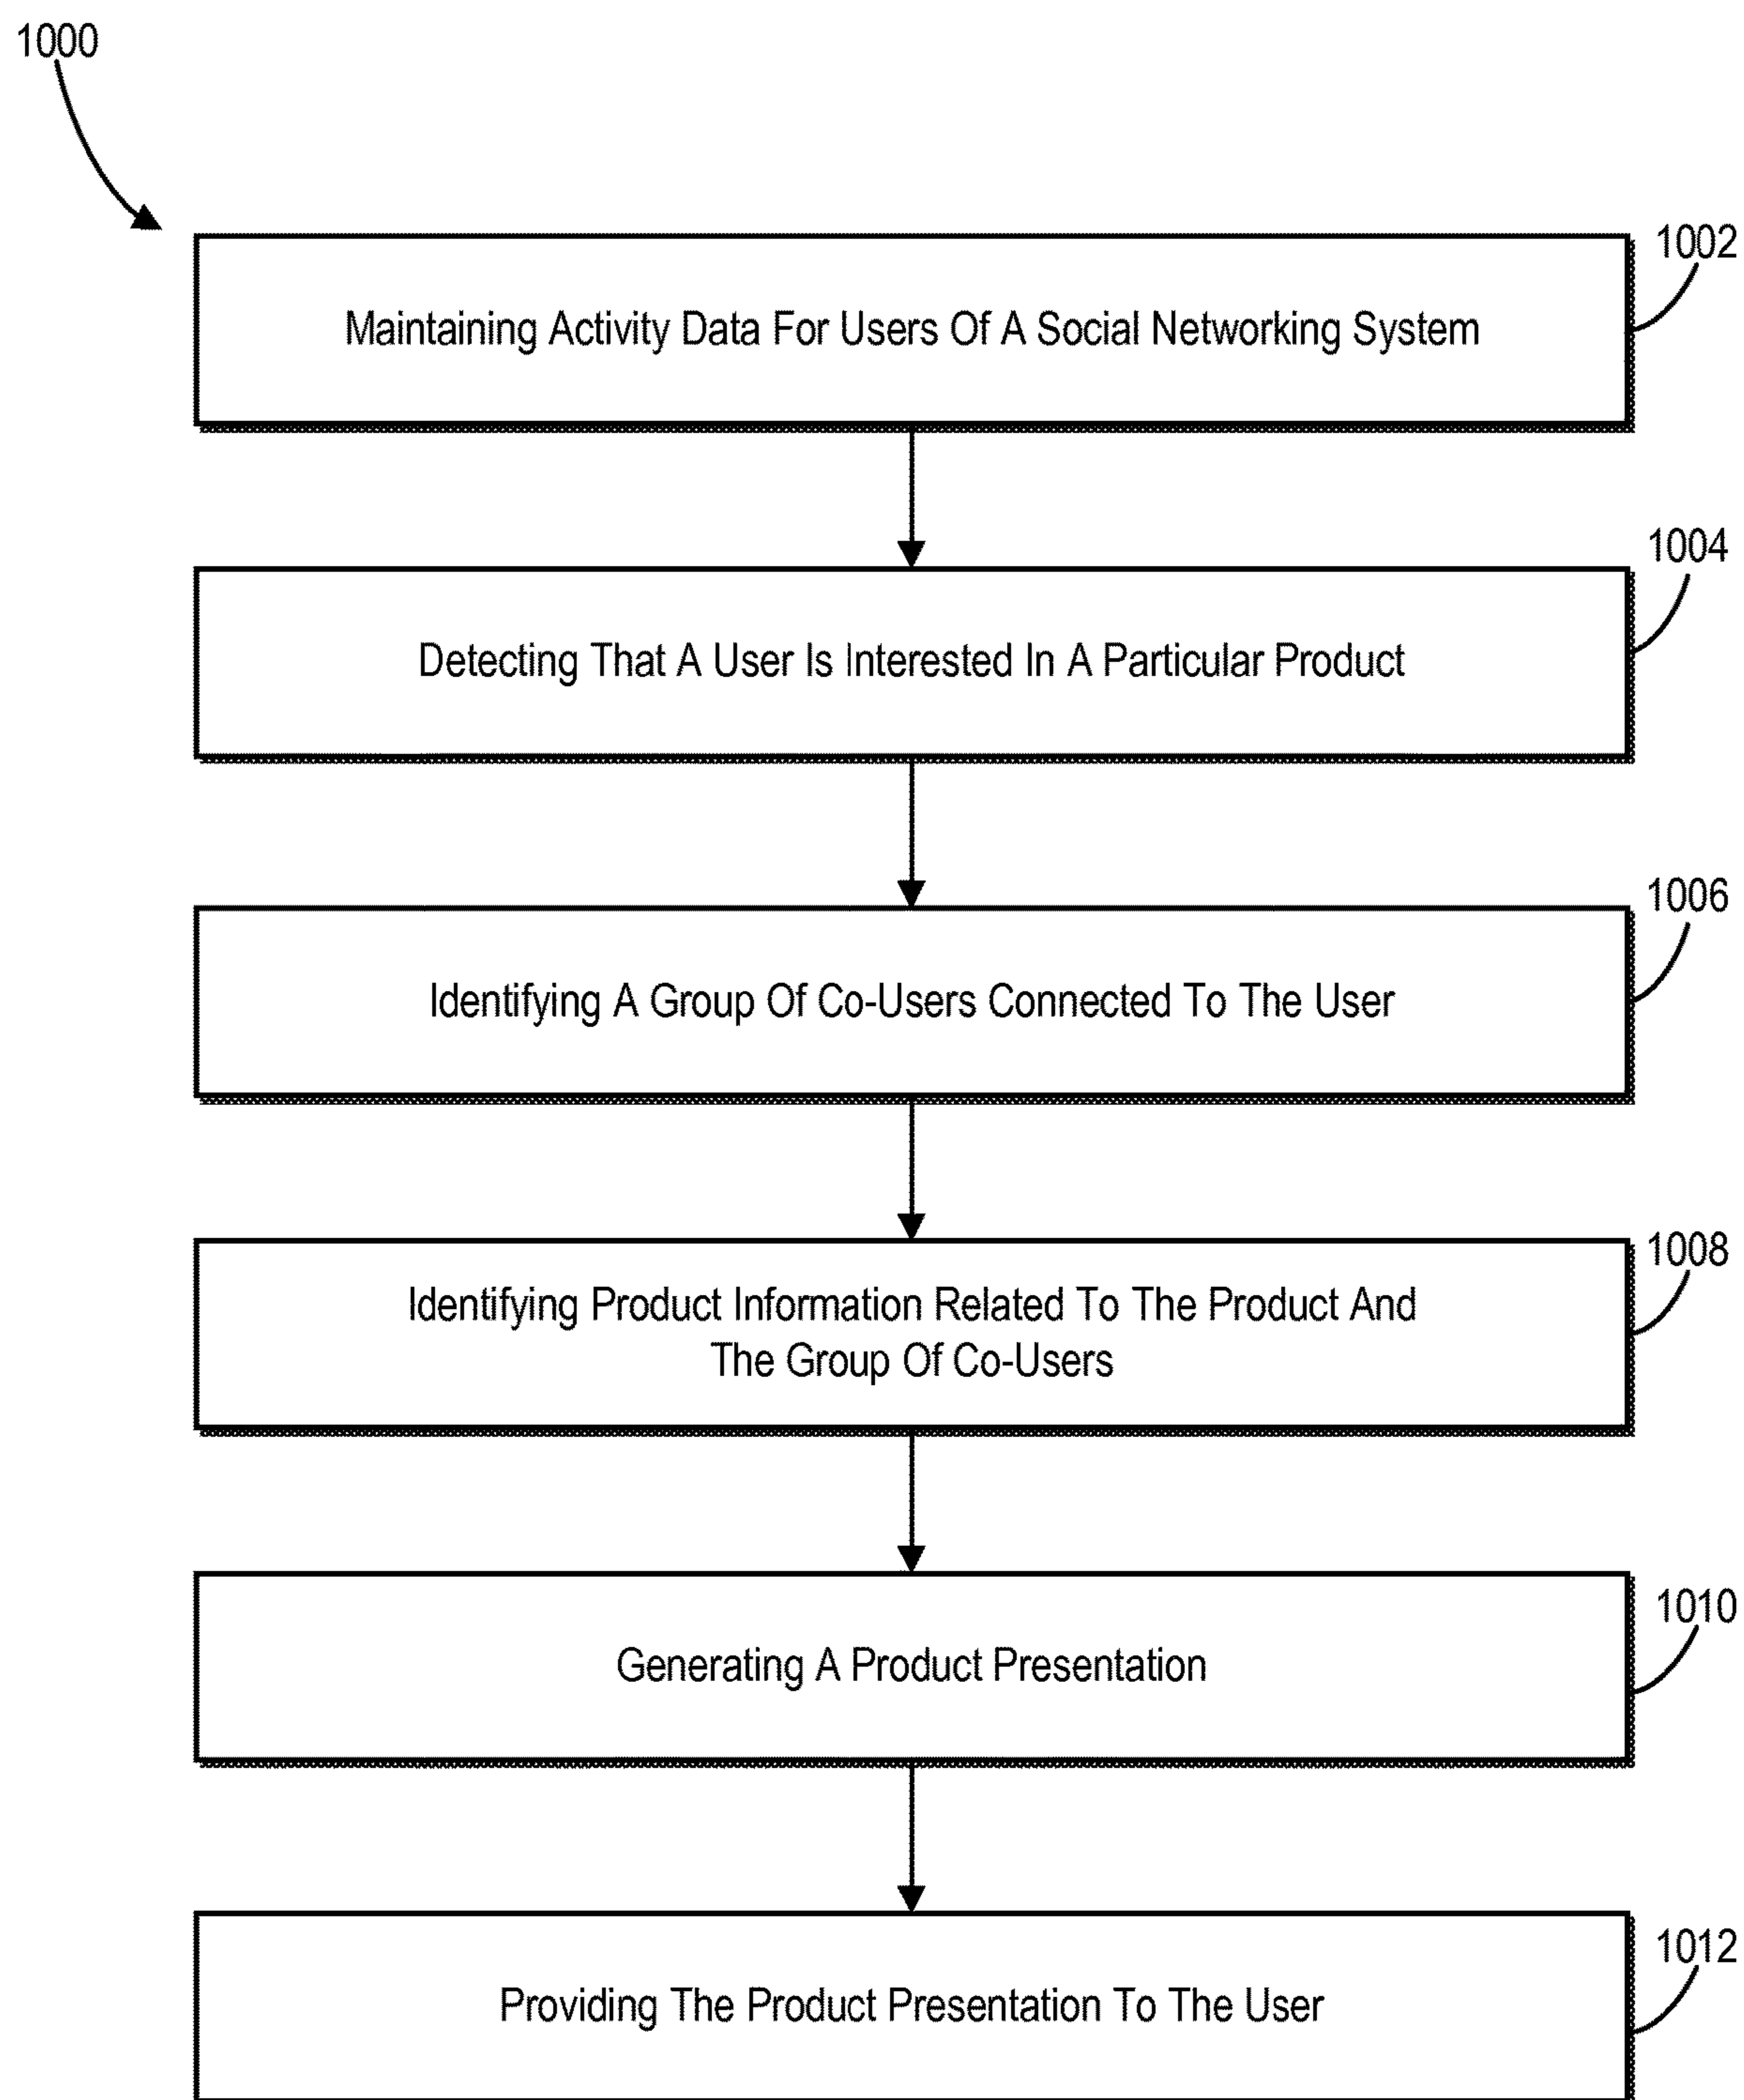 1000
1002
Maintaining Activity Data For Users Of A Social Networking System
1004
Detecting That A User Is Interested In A Particular Product
1006
Identifying A Group Of Co-Users Connected To The User
1008
Identifying Product Information Related To The Product And
The Group Of Co-Users
1010
Generating A Product Presentation
1012
Providing The Product Presentation To The User